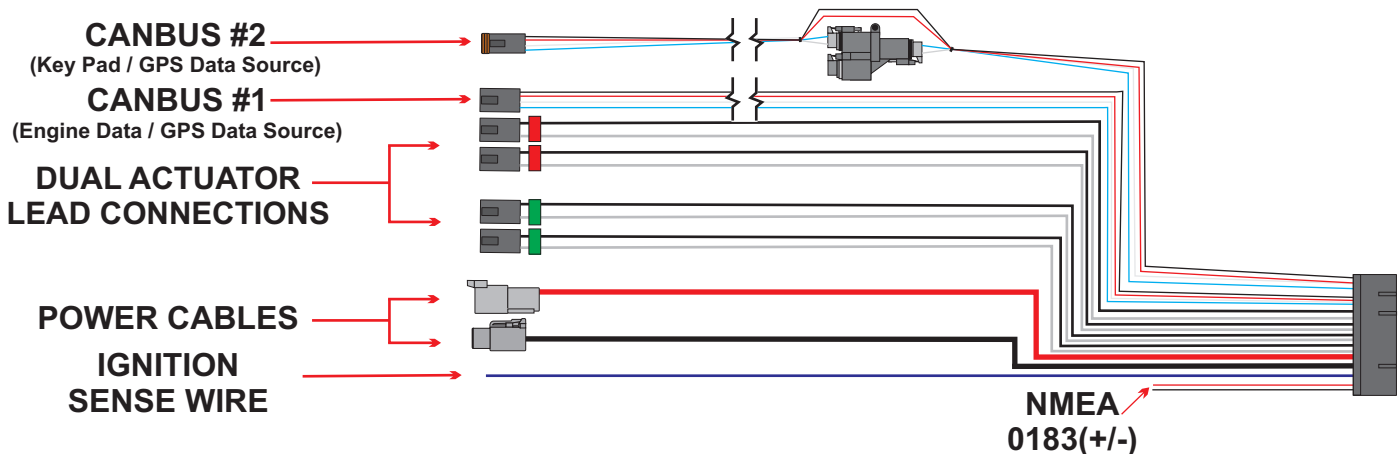 CANBUS #2
(Key Pad / GPS Data Source)
CANBUS #1
(Engine Data / GPS Data Source)
DUAL ACTUATOR
LEAD CONNECTIONS
POWER CABLES
IGNITION
SENSE WIRE
NMEA
0183(+/-)